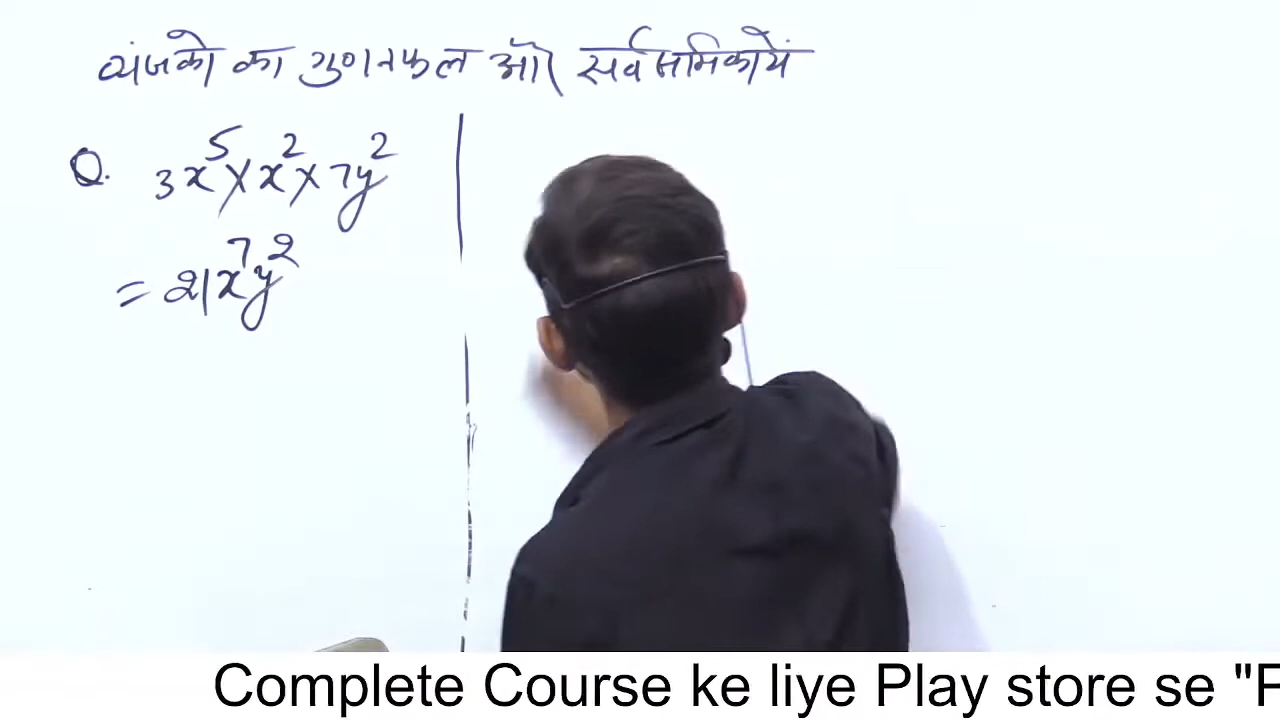 व्यंजको का गुणनफल और सर्वसमिकायें
Q. 3x⁵ × x² × 7y²
= 21x⁷y²
Complete Course ke liye Play store se "F